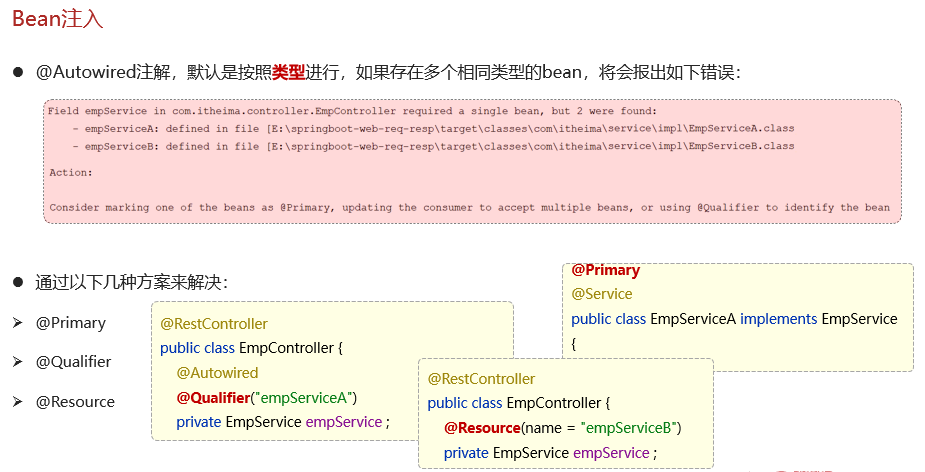 Bean注入
@Autowired注解，默认是按照类型进行，如果存在多个相同类型的bean，将会报出如下错误：
Field empService in com.itheima.controller.EmpController required a single bean, but 2 were found:
- empServiceA: defined in file [E:\springboot-web-req-resp\target\classes\com\itheima\service\impl\EmpServiceA.class
- empServiceB: defined in file [E:\springboot-web-req-resp\target\classes\com\itheima\service\impl\EmpServiceB.class
Action:
Consider marking one of the beans as @Primary, updating the consumer to accept multiple beans, or using @Qualifier to identify the bean
通过以下几种方案来解决：
@Primary
@Qualifier
@Resource
@RestController
public class EmpController {
@Autowired
@Qualifier("empServiceA")
private EmpService empService ;
@RestController
public class EmpController {
@Resource(name = "empServiceB")
private EmpService empService ;
@Primary
@Service
public class EmpServiceA implements EmpService
{